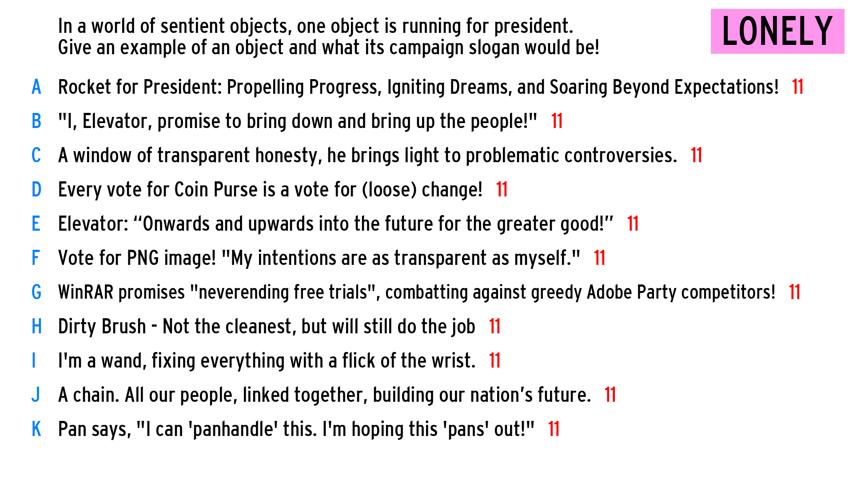 In a world of sentient objects, one object is running for president.
Give an example of an object and what its campaign slogan would be!
LONELY
A Rocket for President: Propelling Progress, Igniting Dreams, and Soaring Beyond Expectations! 11
B "I, Elevator, promise to bring down and bring up the people!" 11
C A window of transparent honesty, he brings light to problematic controversies. 11
D Every vote for Coin Purse is a vote for (loose) change! 11
E Elevator: “Onwards and upwards into the future for the greater good!” 11
F Vote for PNG image! "My intentions are as transparent as myself." 11
G WinRAR promises "neverending free trials", combatting against greedy Adobe Party competitors! 11
H Dirty Brush - Not the cleanest, but will still do the job 11
I I'm a wand, fixing everything with a flick of the wrist. 11
J A chain. All our people, linked together, building our nation’s future. 11
K Pan says, "I can 'panhandle' this. I'm hoping this 'pans' out!" 11